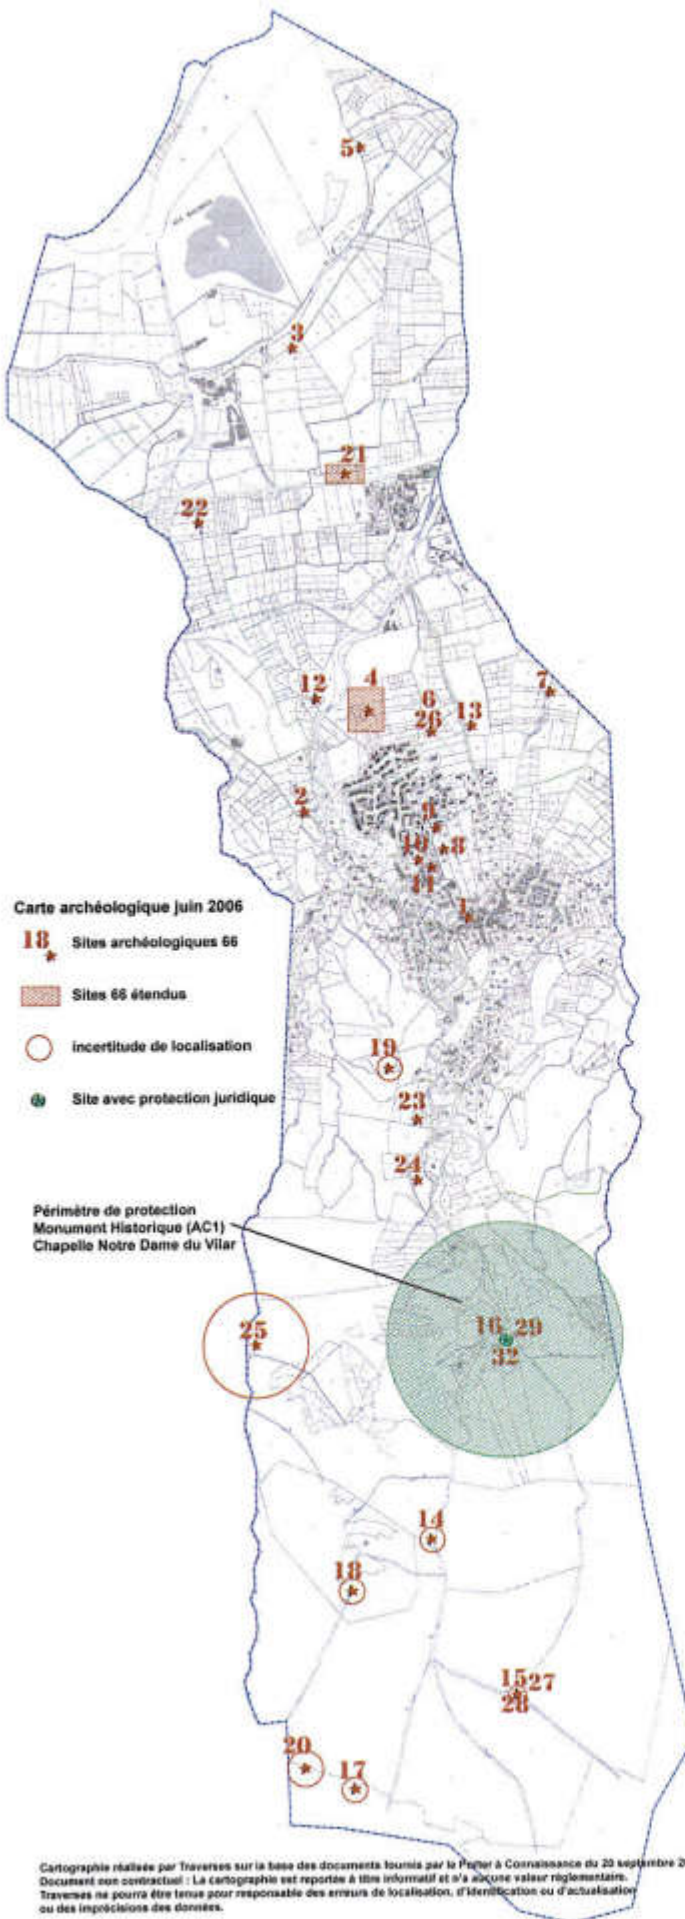 5
3
21
22
4
12
6
7
26
13
2
9
10
8
11
1
Carte archéologique juin 2006
18 Sites archéologiques 66
Sites 66 étendus
incertitude de localisation
Site avec protection juridique
19
23
24
Périmètre de protection
Monument Historique (AC1)
Chapelle Notre Dame du Vilar
25
16 29
32
14
18
15 27
28
20
17
Cartographie réalisée par Traverses sur la base des documents fournis par le Porter à Connaissance du 20 septembre 2
Document non contractuel : La cartographie est reportée à titre informatif et n'a aucune valeur réglementaire.
Traverses ne pourra être tenue pour responsable des erreurs de localisation, d'identification ou d'actualisation
ou des imprécisions des données.